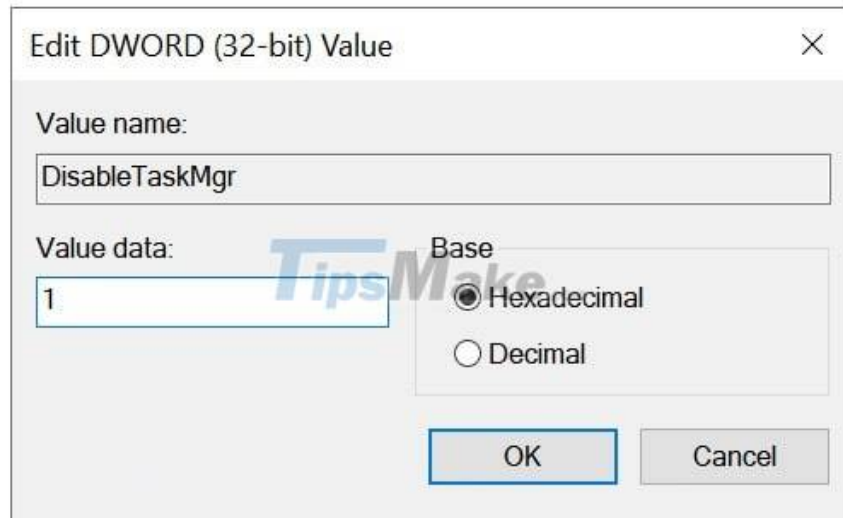 Edit DWORD (32-bit) Value
Value name:
DisableTaskMgr
Value data:
Base
TipsMake
1
Hexadecimal
Decimal
OK
Cancel